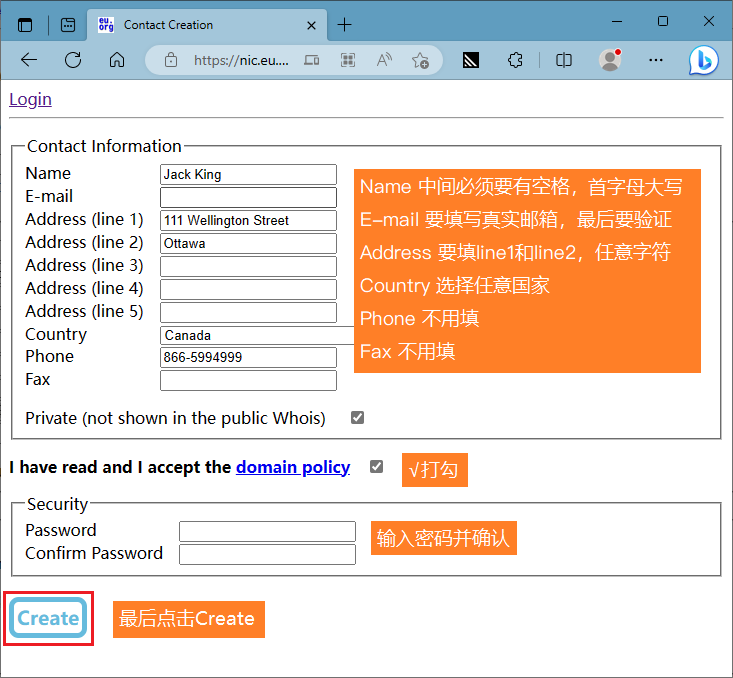 eu.
org
Contact Creation
https://nic.eu....
Login
Contact Information
Name
Jack King
E-mail
Address (line 1)
111 Wellington Street
Address (line 2)
Ottawa
Address (line 3)
Address (line 4)
Address (line 5)
Country
Canada
Phone
866-5994999
Fax
Name 中间必须要有空格，首字母大写
E-mail 要填写真实邮箱，最后要验证
Address 要填line1和line2，任意字符
Country 选择任意国家
Phone 不用填
Fax 不用填
Private (not shown in the public Whois)
I have read and I accept the domain policy
√打勾
Security
Password
Confirm Password
输入密码并确认
Create
最后点击Create